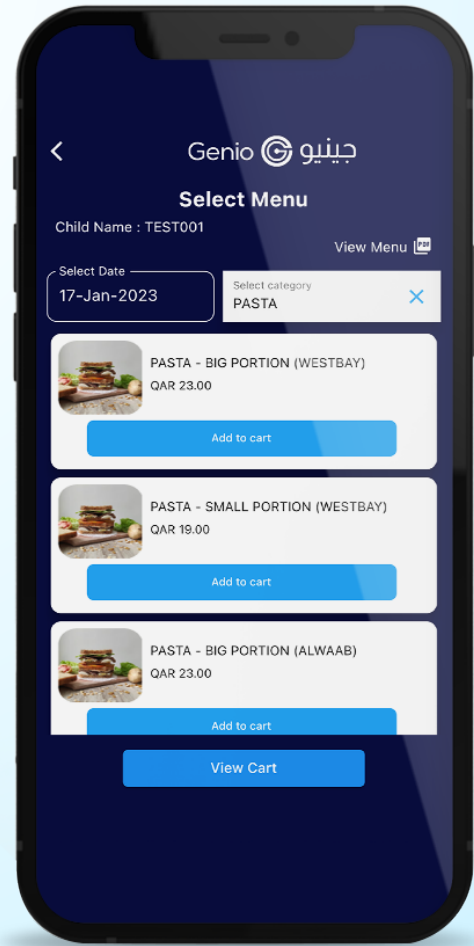 Genio G جينيو
Select Menu
Child Name : TEST001
View Menu PDF
Select Date
17-Jan-2023
Select category
PASTA
PASTA - BIG PORTION (WESTBAY)
QAR 23.00
Add to cart
PASTA - SMALL PORTION (WESTBAY)
QAR 19.00
Add to cart
PASTA - BIG PORTION (ALWAAB)
QAR 23.00
Add to cart
View Cart